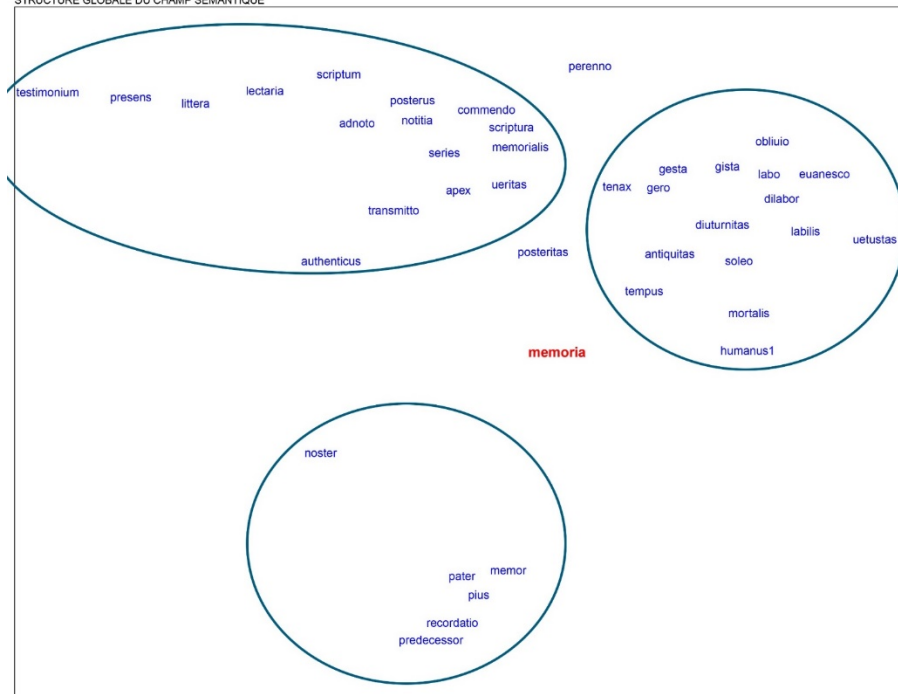 STRUCTURE GLOBALE DU CHAMP SEMANTIQUE
perenno
scriptum
testimonium
presens
littera
lectaria
posterus
commendo
adnoto
notitia
scriptura
series
memorialis
apex
ueritas
transmitto
authenticus
posteritas
obliuio
gesta
gista
labo
euanesco
tenax
gero
dilabor
diuturnitas
labilis
uetustas
antiquitas
soleo
tempus
mortalis
humanus1
memoria
noster
pater
memor
pius
recordatio
predecessor